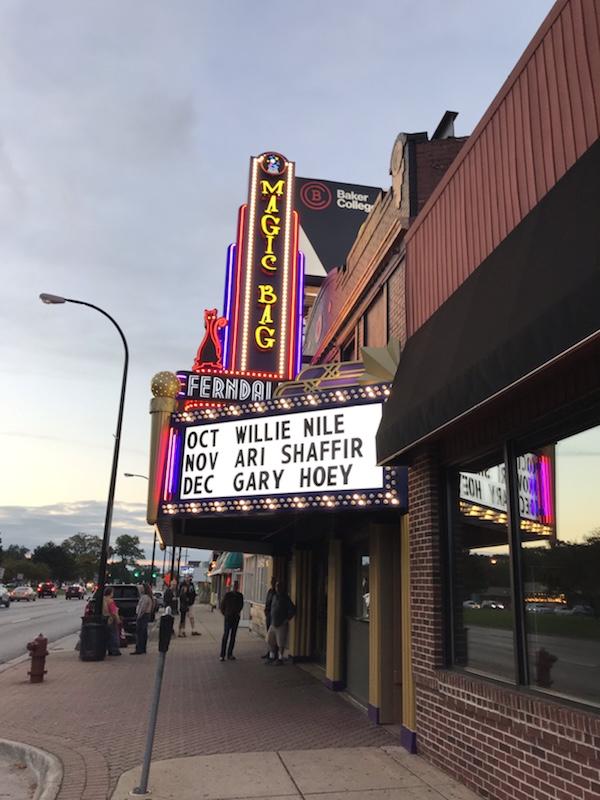 MAGIC BAG
B
Baker
College
FERNDAL
OCT WILLIE NILE
NOV ARI SHAFFIR
DEC GARY HOEY